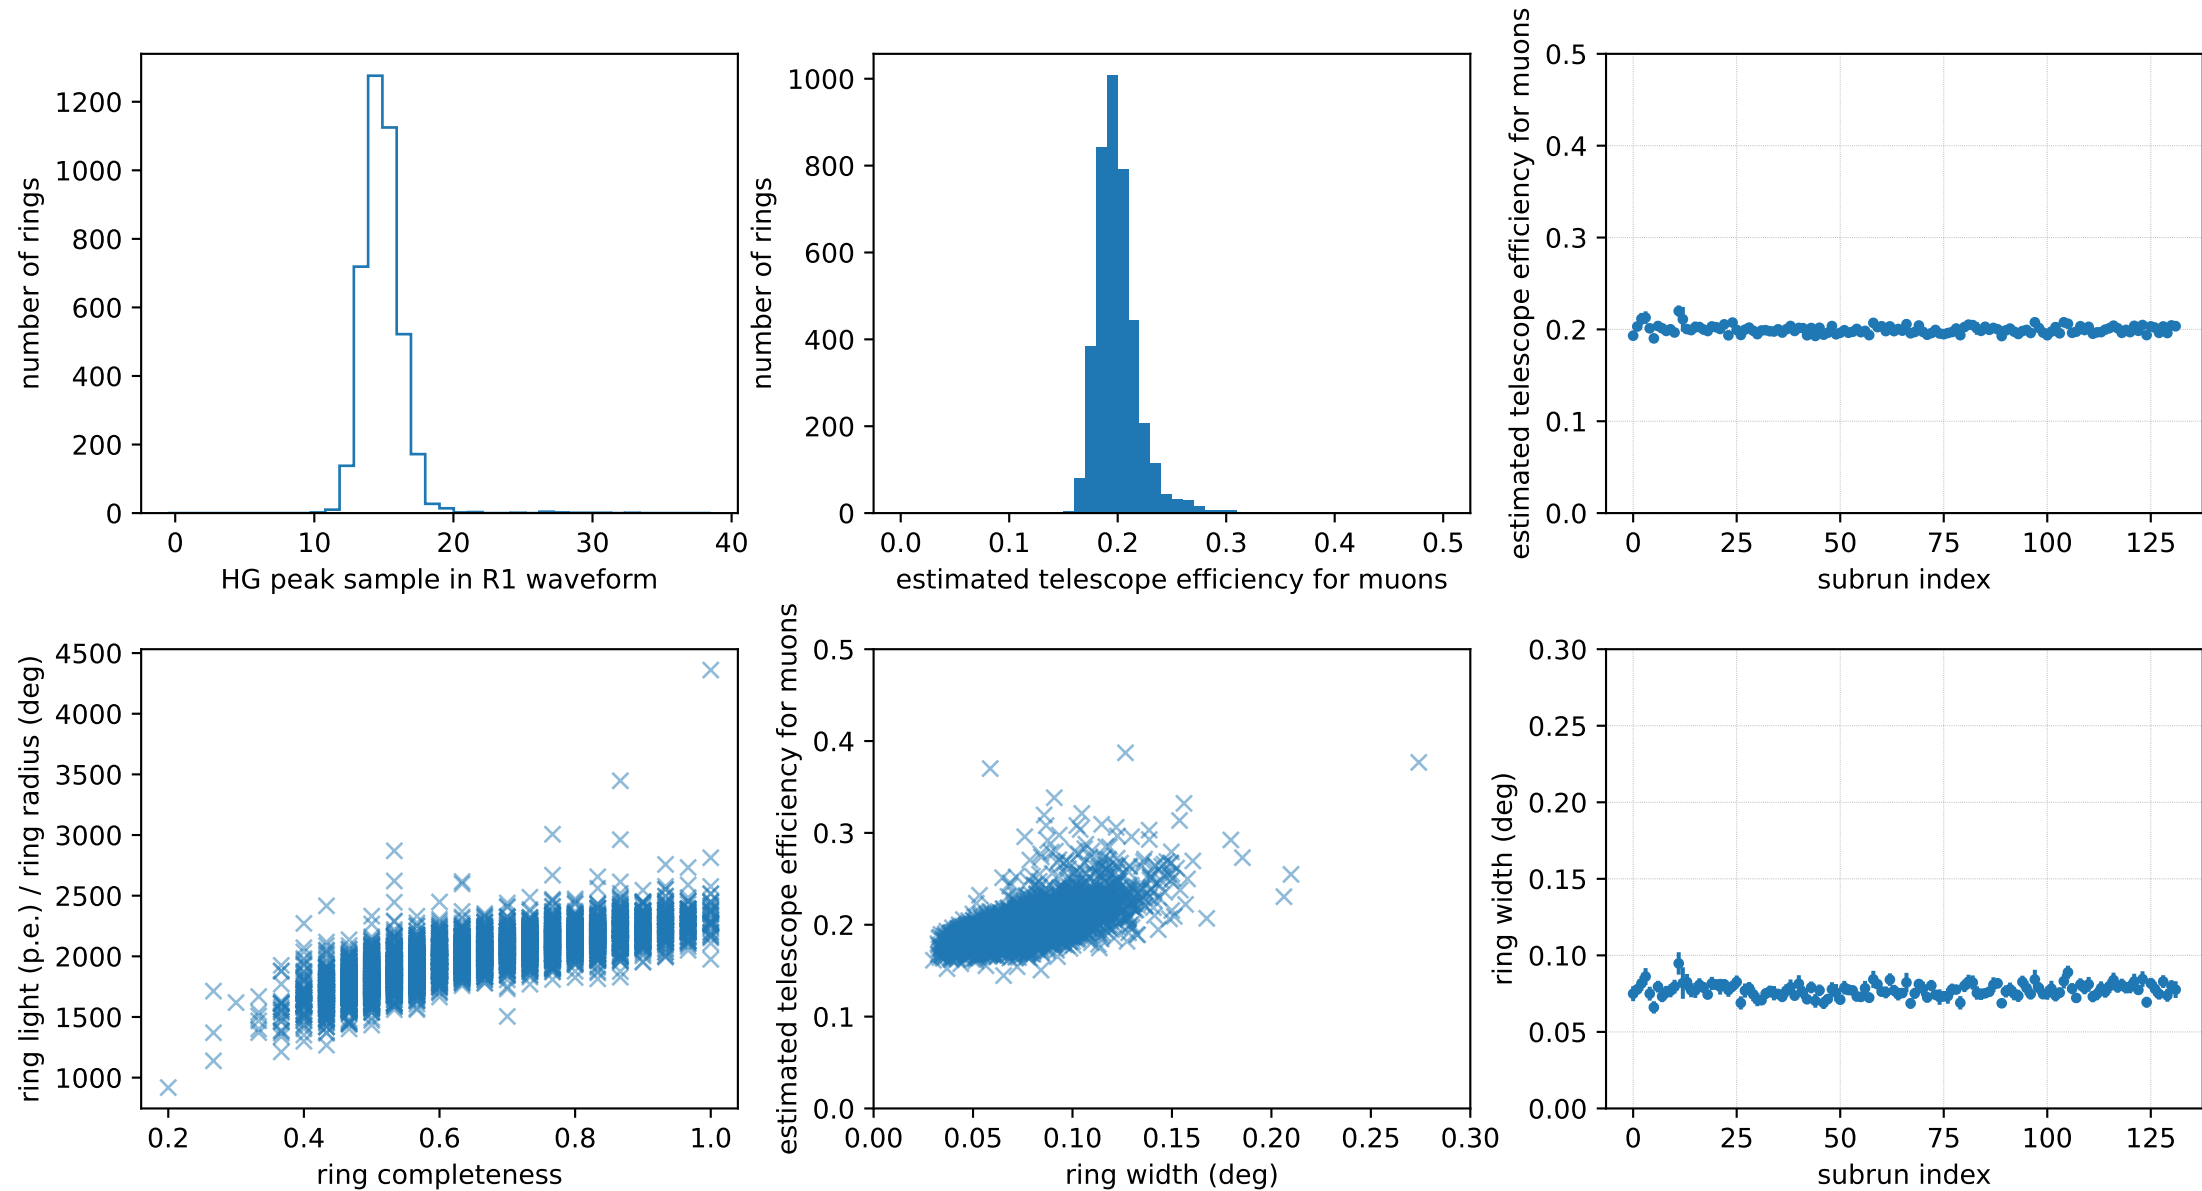 number of rings
1200
1000
800
600
400
200
0
0 10 20 30 40
HG peak sample in R1 waveform
number of rings
1000
800
600
400
200
0
0.0 0.1 0.2 0.3 0.4 0.5
estimated telescope efficiency for muons
estimated telescope efficiency for muons
0.5
0.4
0.3
0.2
0.1
0.0
0 25 50 75 100 125
subrun index
ring light (p.e.) / ring radius (deg)
4500
4000
3500
3000
2500
2000
1500
1000
0.2 0.4 0.6 0.8 1.0
ring completeness
estimated telescope efficiency for muons
0.5
0.4
0.3
0.2
0.1
0.0
0.00 0.05 0.10 0.15 0.20 0.25 0.30
ring width (deg)
ring width (deg)
0.30
0.25
0.20
0.15
0.10
0.05
0.00
0 25 50 75 100 125
subrun index